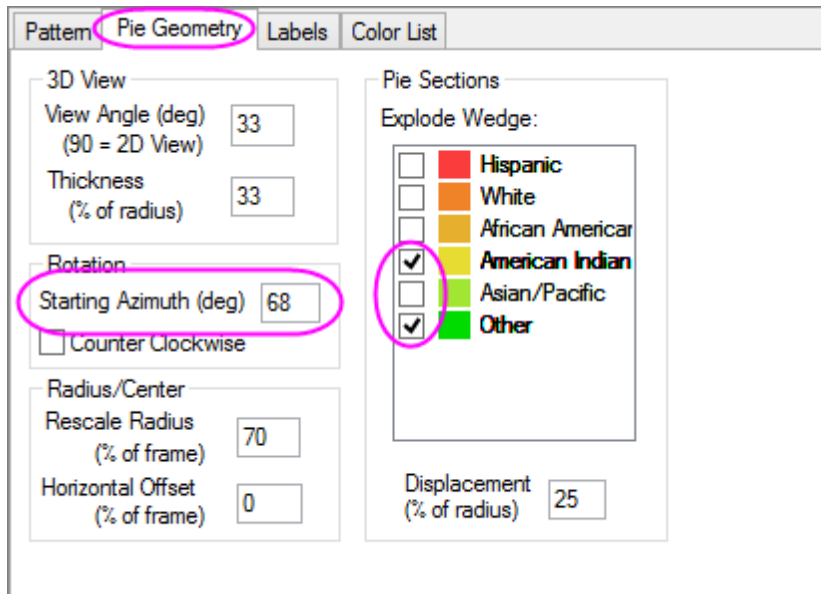 Pattern Pie Geometry Labels Color List
3D View
View Angle (deg)
(90 = 2D View)
33
Thickness
(% of radius)
33
Rotation
Starting Azimuth (deg) 68
Counter Clockwise
Radius/Center
Rescale Radius
(% of frame)
70
Horizontal Offset
(% of frame)
0
Pie Sections
Explode Wedge:
Hispanic
White
African American
American Indian
Asian/Pacific
Other
Displacement
(% of radius)
25